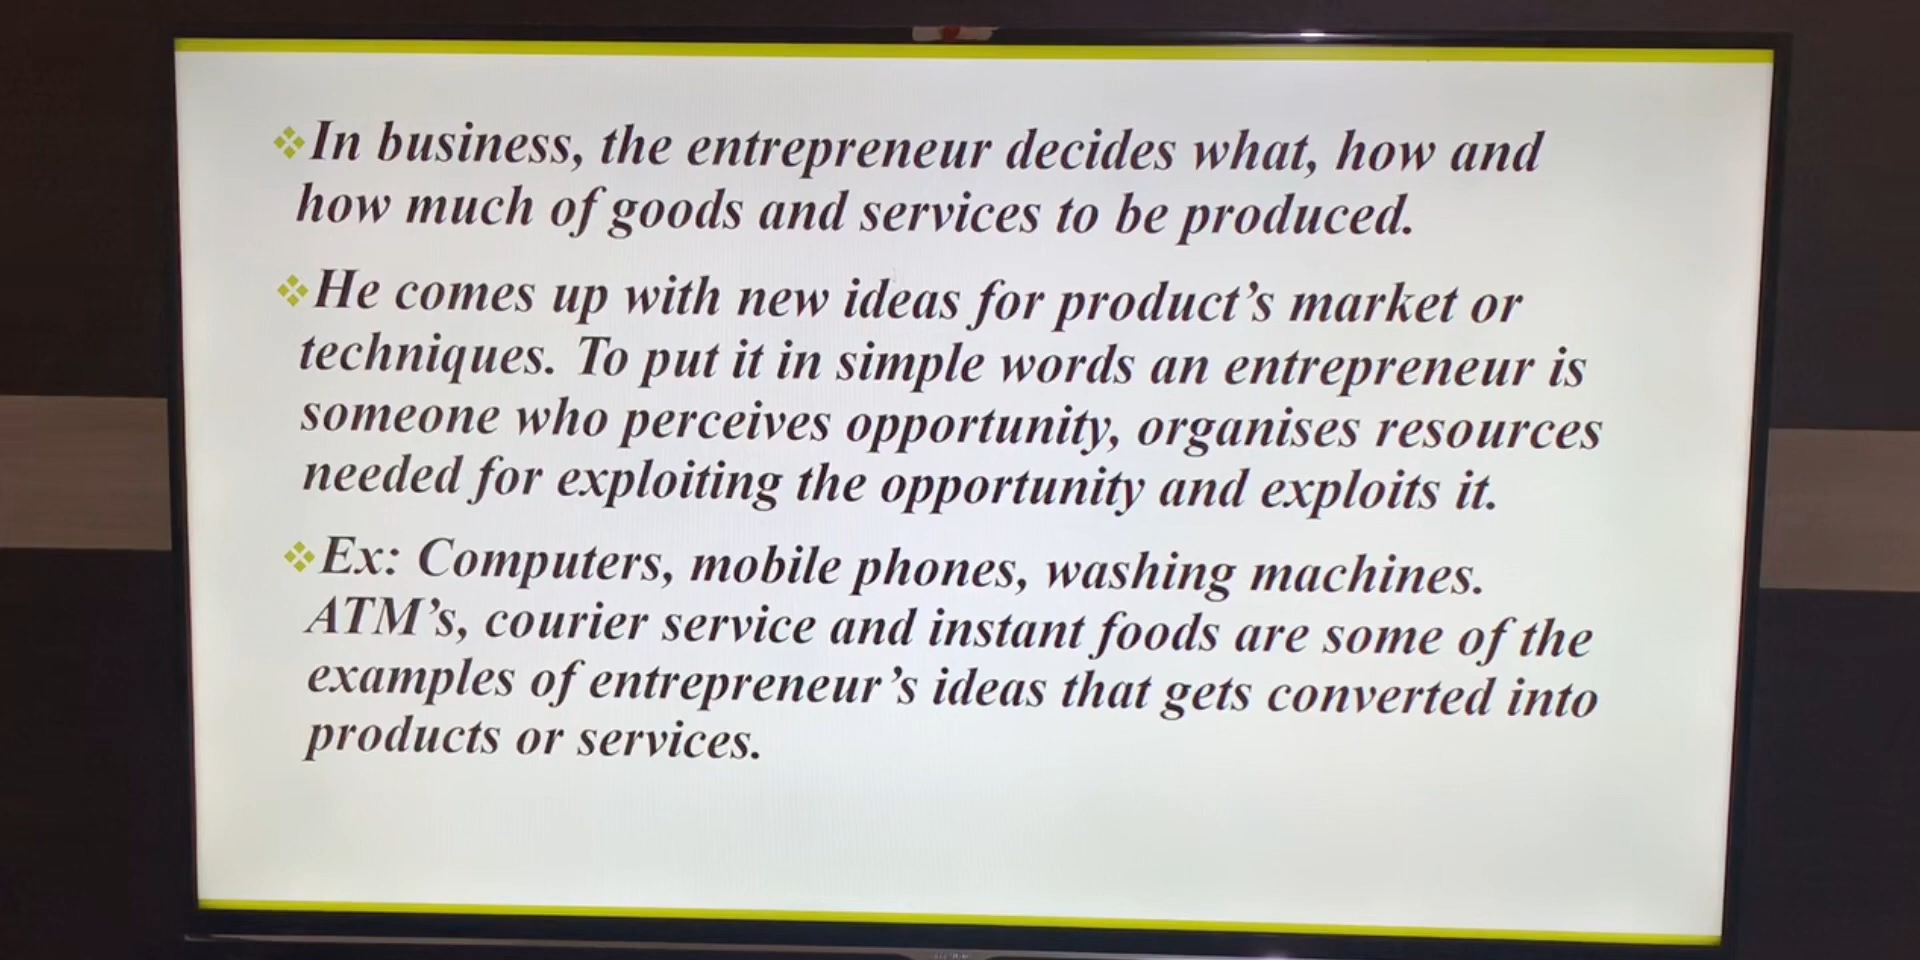 In business, the entrepreneur decides what, how and
how much of goods and services to be produced.
He comes up with new ideas for product's market or
techniques. To put it in simple words an entrepreneur is
someone who perceives opportunity, organises resources
needed for exploiting the opportunity and exploits it.
Ex: Computers, mobile phones, washing machines.
ATM's, courier service and instant foods are some of the
examples of entrepreneur's ideas that gets converted into
products or services.